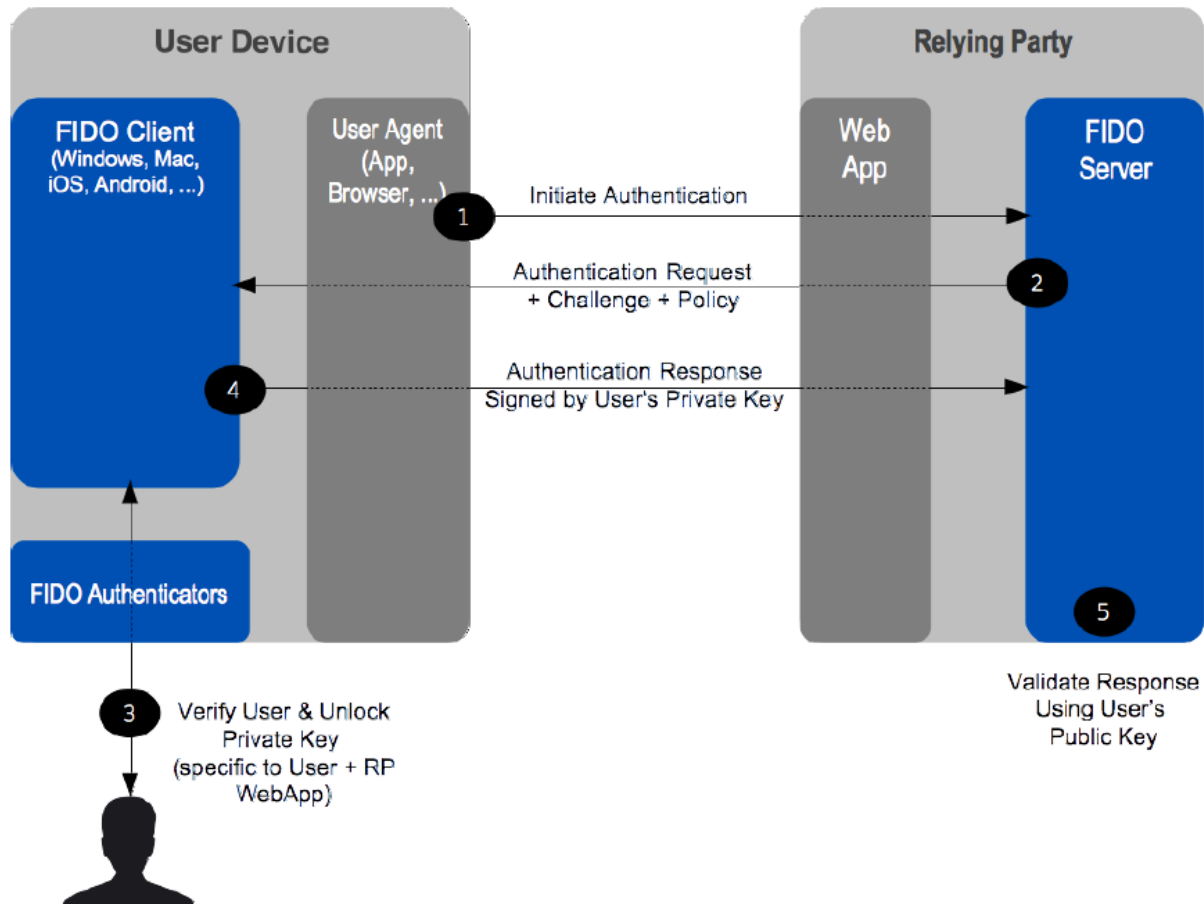 User Device
Relying Party
FIDO Client
(Windows, Mac,
iOS, Android, ...)
User Agent
(App,
Browser, ...)
Web
App
FIDO
Server
1
Initiate Authentication
Authentication Request
+ Challenge + Policy
2
4
Authentication Response
Signed by User's Private Key
FIDO Authenticators
5
3
Verify User & Unlock
Private Key
(specific to User + RP
WebApp)
Validate Response
Using User's
Public Key